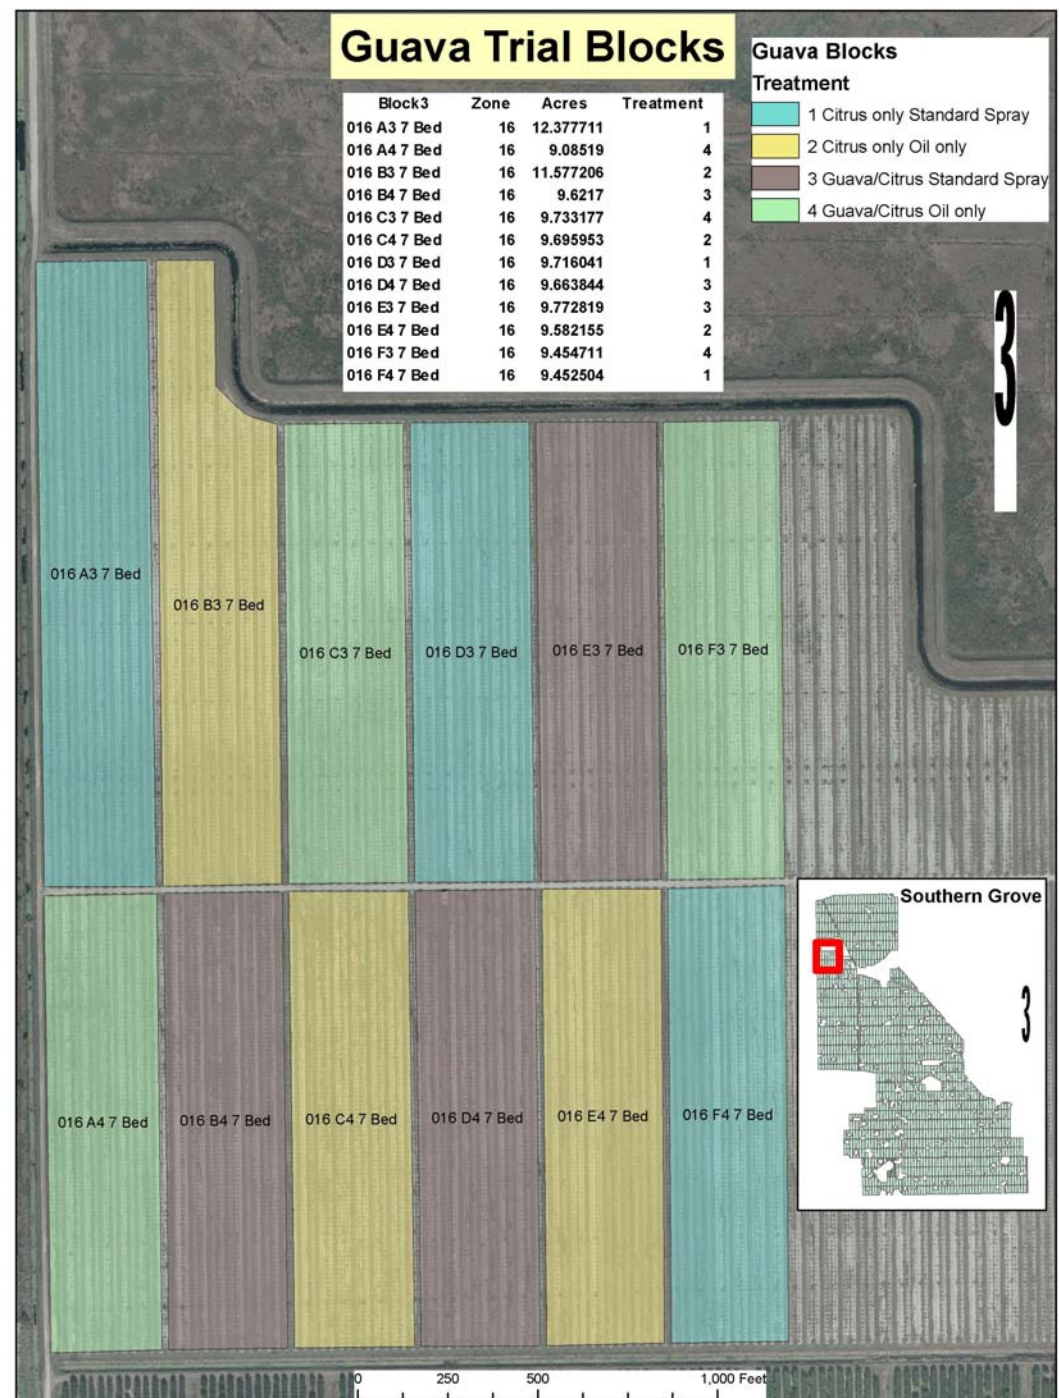 Guava Trial Blocks
Block3 Zone Acres Treatment
016 A3 7 Bed 16 12.377711 1
016 A4 7 Bed 16 9.08519 4
016 B3 7 Bed 16 11.577206 2
016 B4 7 Bed 16 9.6217 3
016 C3 7 Bed 16 9.733177 4
016 C4 7 Bed 16 9.695953 2
016 D3 7 Bed 16 9.716041 1
016 D4 7 Bed 16 9.663844 3
016 E3 7 Bed 16 9.772819 3
016 E4 7 Bed 16 9.582155 2
016 F3 7 Bed 16 9.454711 4
016 F4 7 Bed 16 9.452504 1
Guava Blocks
Treatment
1 Citrus only Standard Spray
2 Citrus only Oil only
3 Guava/Citrus Standard Spray
4 Guava/Citrus Oil only
3
016 A3 7 Bed
016 B3 7 Bed
016 C3 7 Bed
016 D3 7 Bed
016 E3 7 Bed
016 F3 7 Bed
Southern Grove
3
016 A4 7 Bed
016 B4 7 Bed
016 C4 7 Bed
016 D4 7 Bed
016 E4 7 Bed
016 F4 7 Bed
0 250 500 1,000 Feet